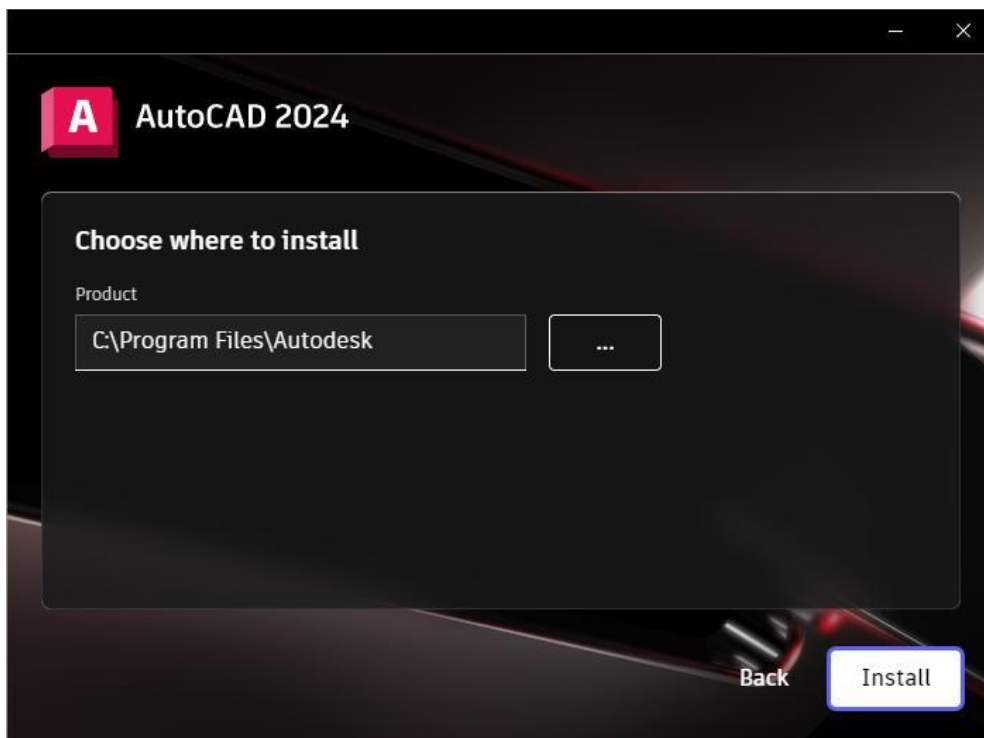 A AutoCAD 2024
Choose where to install
Product
C:\Program Files\Autodesk ...
Back Install